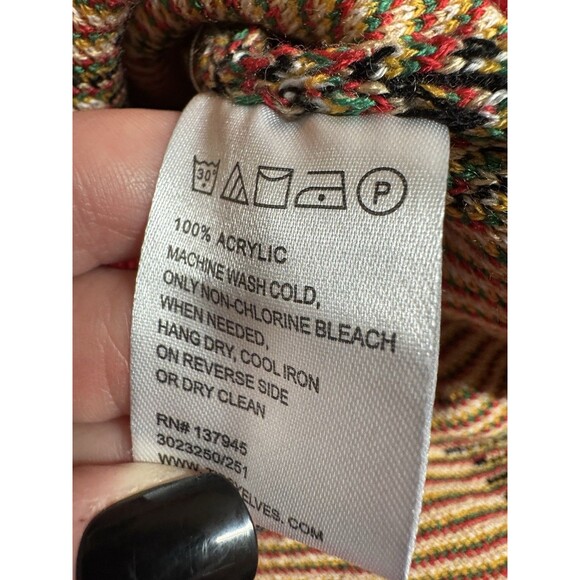 30°
P
100% ACRYLIC
MACHINE WASH COLD,
ONLY NON-CHLORINE BLEACH
WHEN NEEDED,
HANG DRY, COOL IRON
ON REVERSE SIDE
OR DRY CLEAN
RN# 137945
3023250/251